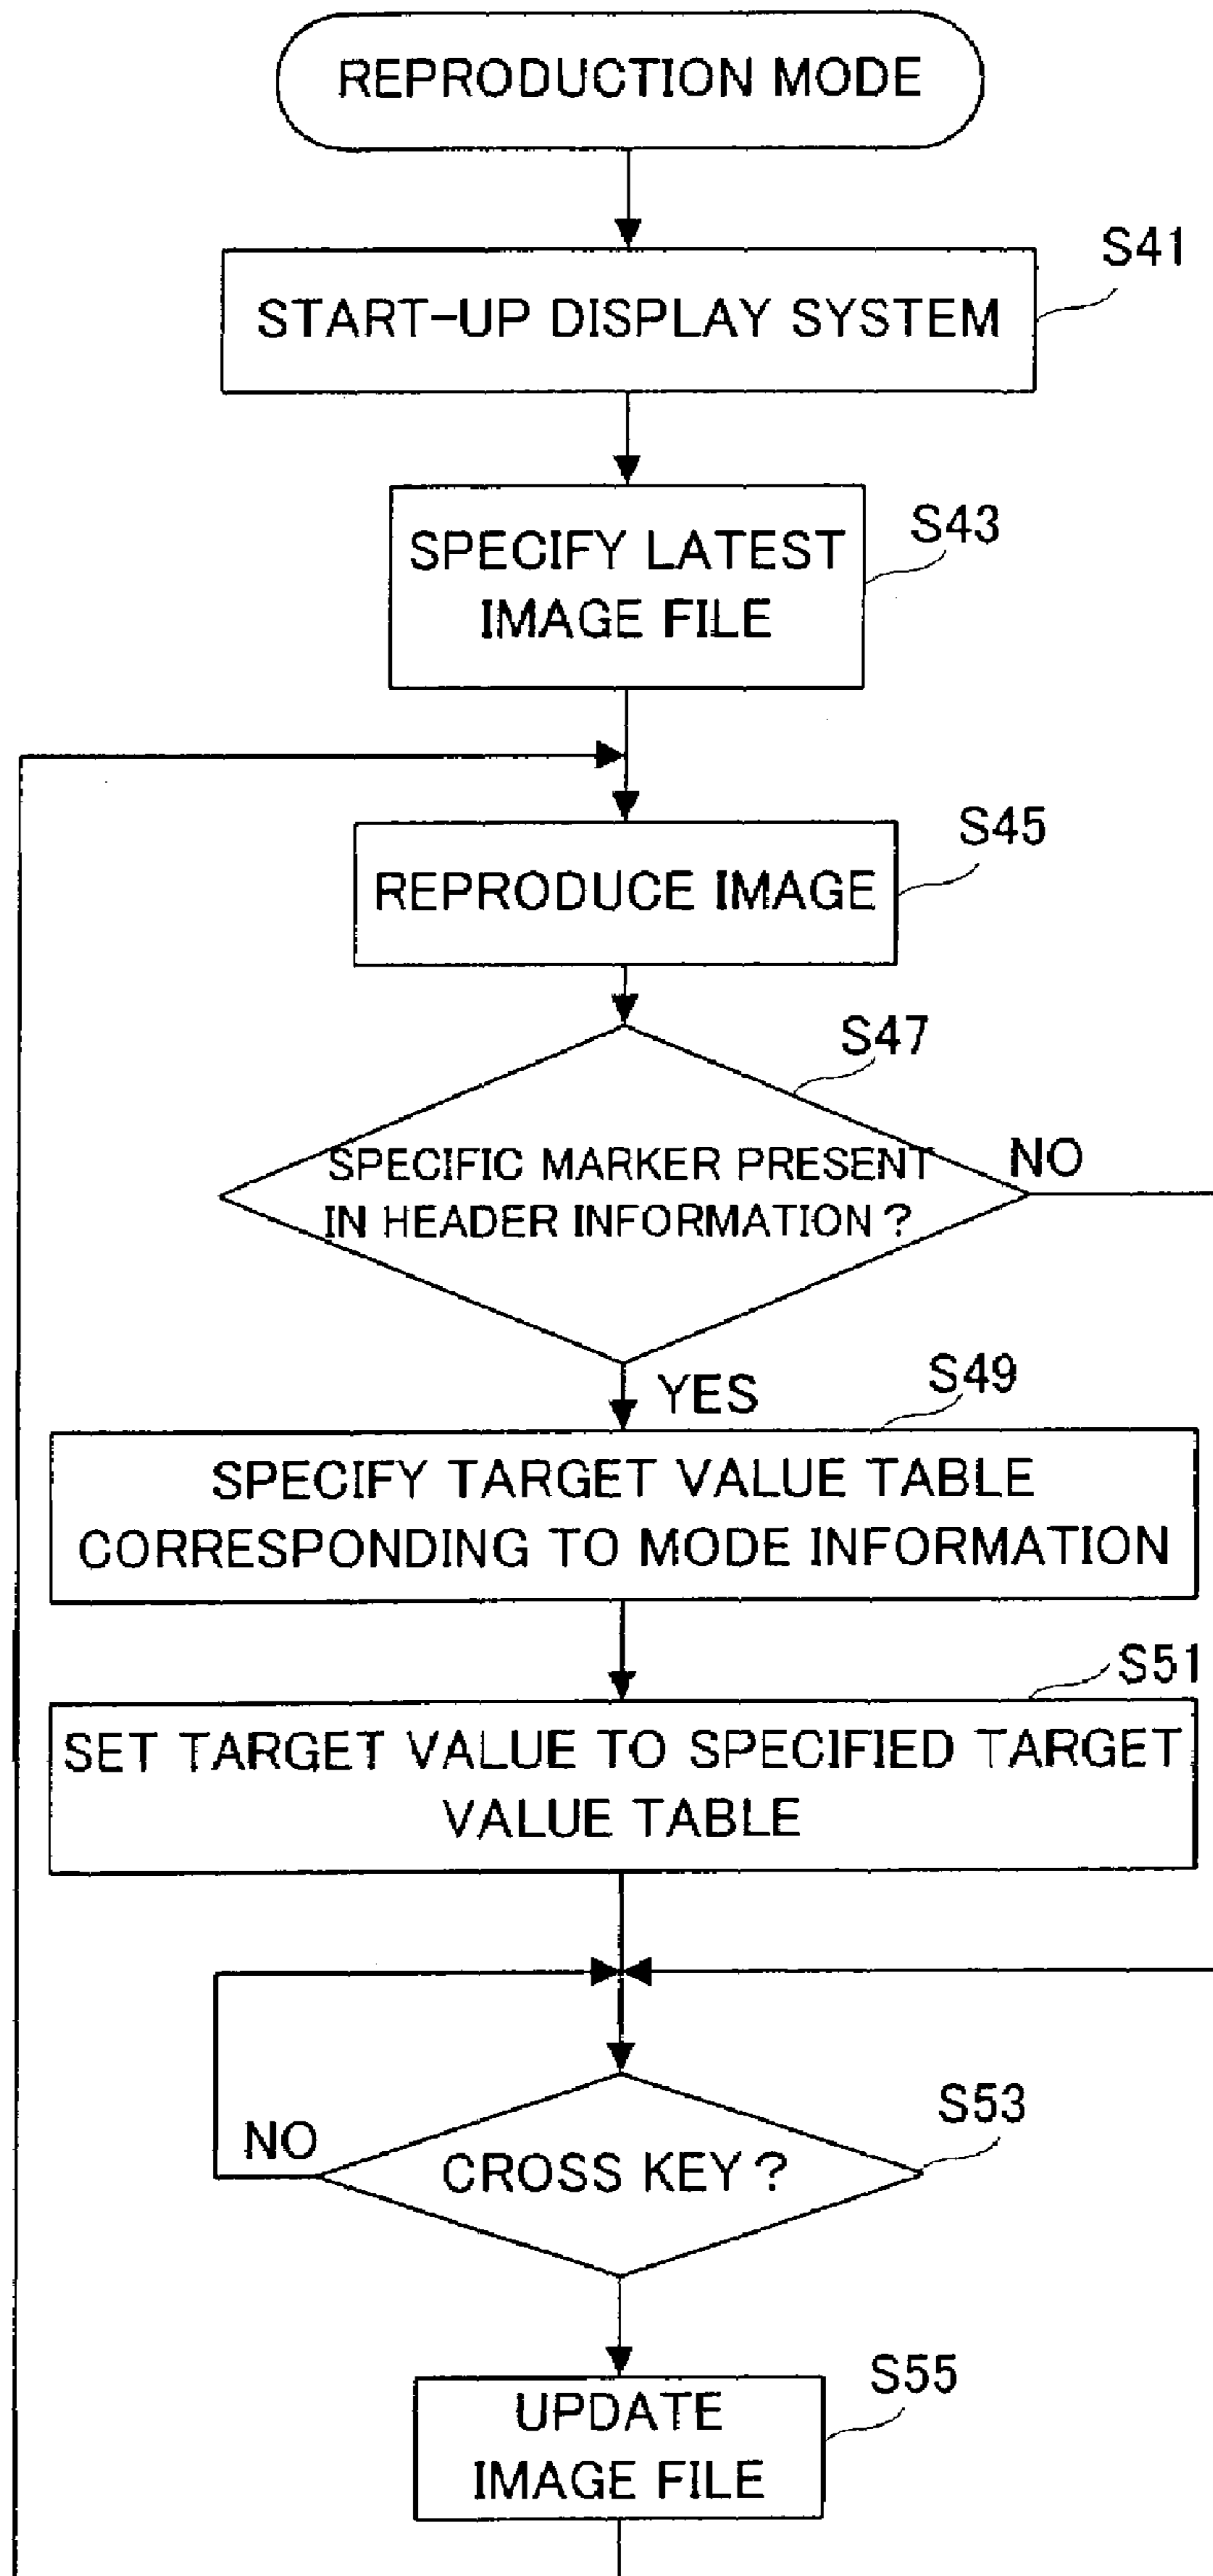 REPRODUCTION MODE
S41
START-UP DISPLAY SYSTEM
S43
SPECIFY LATEST
IMAGE FILE
S45
REPRODUCE IMAGE
S47
SPECIFIC MARKER PRESENT
IN HEADER INFORMATION?
NO
YES
S49
SPECIFY TARGET VALUE TABLE
CORRESPONDING TO MODE INFORMATION
S51
SET TARGET VALUE TO SPECIFIED TARGET
VALUE TABLE
S53
NO
CROSS KEY?
S55
UPDATE
IMAGE FILE